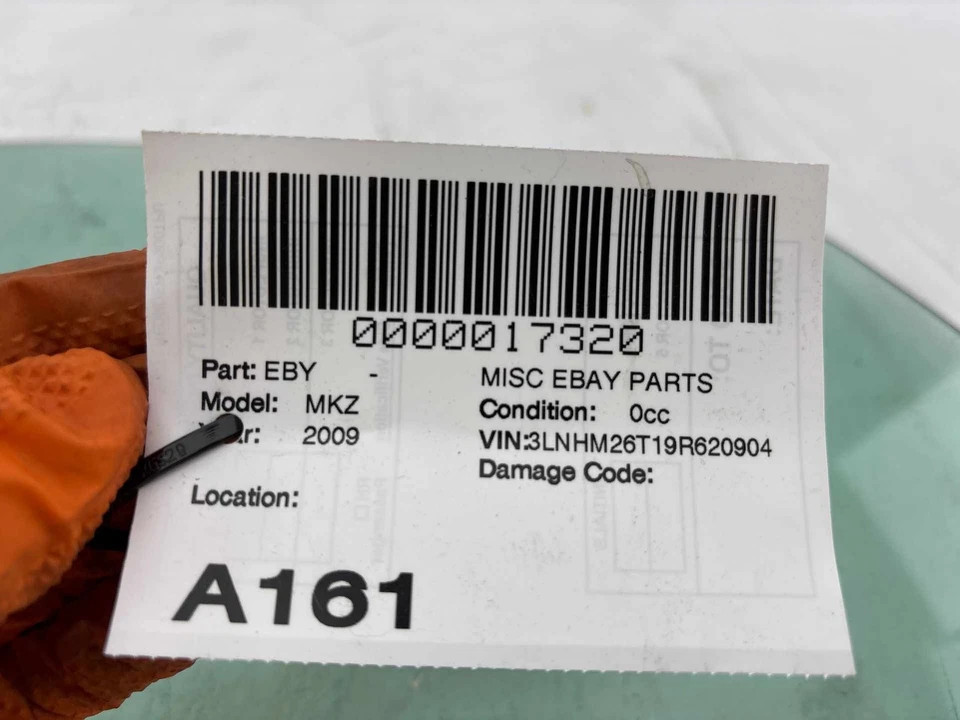 0000017320
Part: EBY -
MISC EBAY PARTS
Model: MKZ
Condition: 0cc
2009
VIN:3LNHM26T19R620904
Damage Code:
Location:
A161